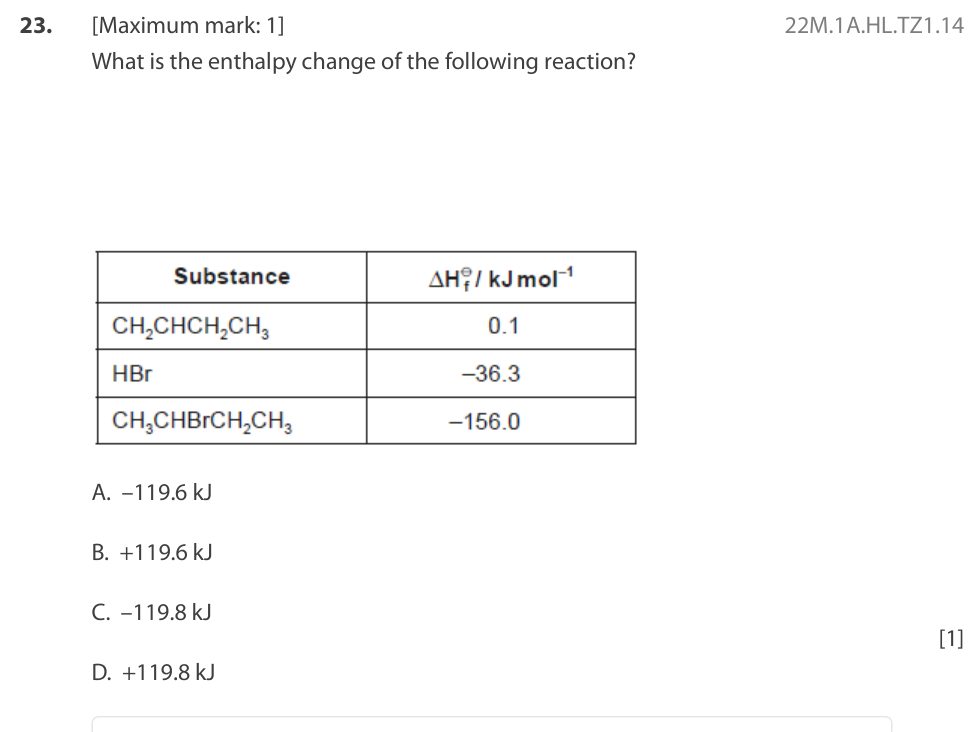 23. [Maximum mark: 1] 22M.1A.HL.TZ1.14
What is the enthalpy change of the following reaction?
Substance ΔH⦵f / kJ mol⁻¹
CH₂CHCH₂CH₃ 0.1
HBr –36.3
CH₃CHBrCH₂CH₃ –156.0
A. –119.6 kJ
B. +119.6 kJ
C. –119.8 kJ
[1]
D. +119.8 kJ